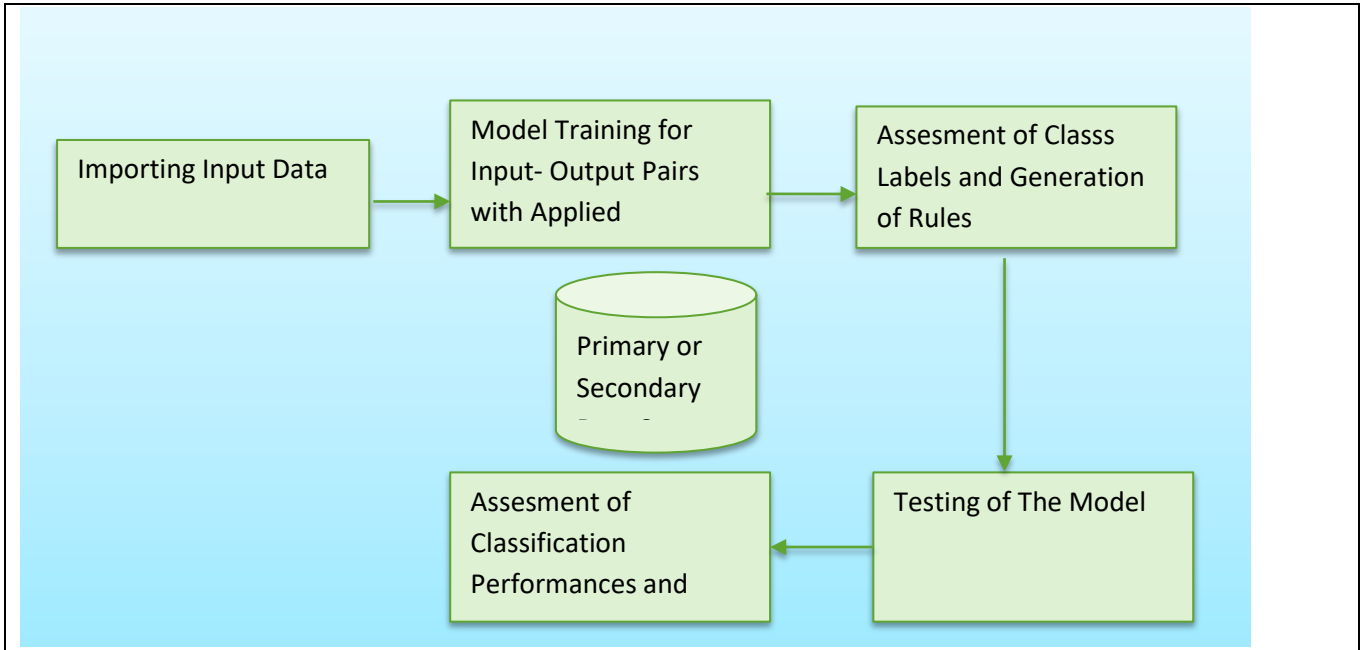 Importing Input Data
Model Training for
Input- Output Pairs
with Applied
Assesment of Classs
Labels and Generation
of Rules
Primary or
Secondary
Testing of The Model
Assesment of
Classification
Performances and